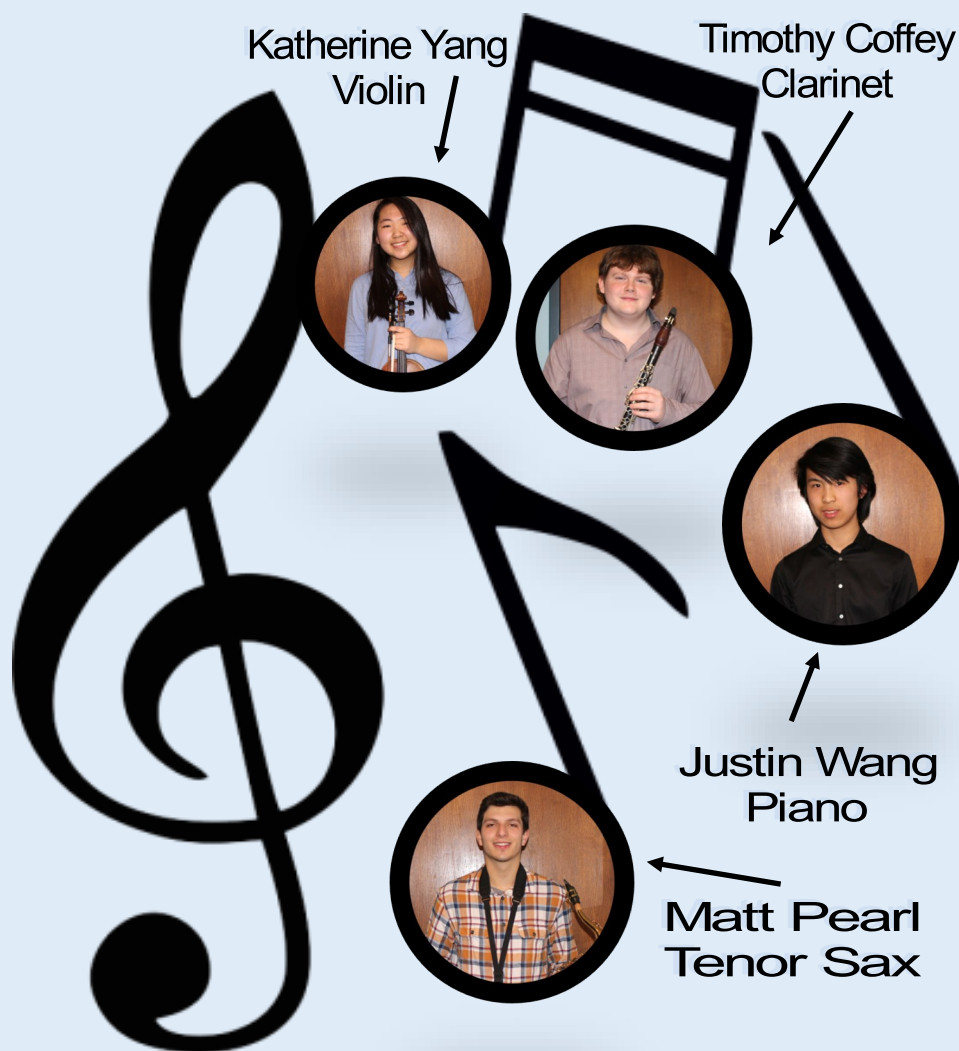 Katherine Yang
Violin
Timothy Coffey
Clarinet
Justin Wang
Piano
Matt Pearl
Tenor Sax